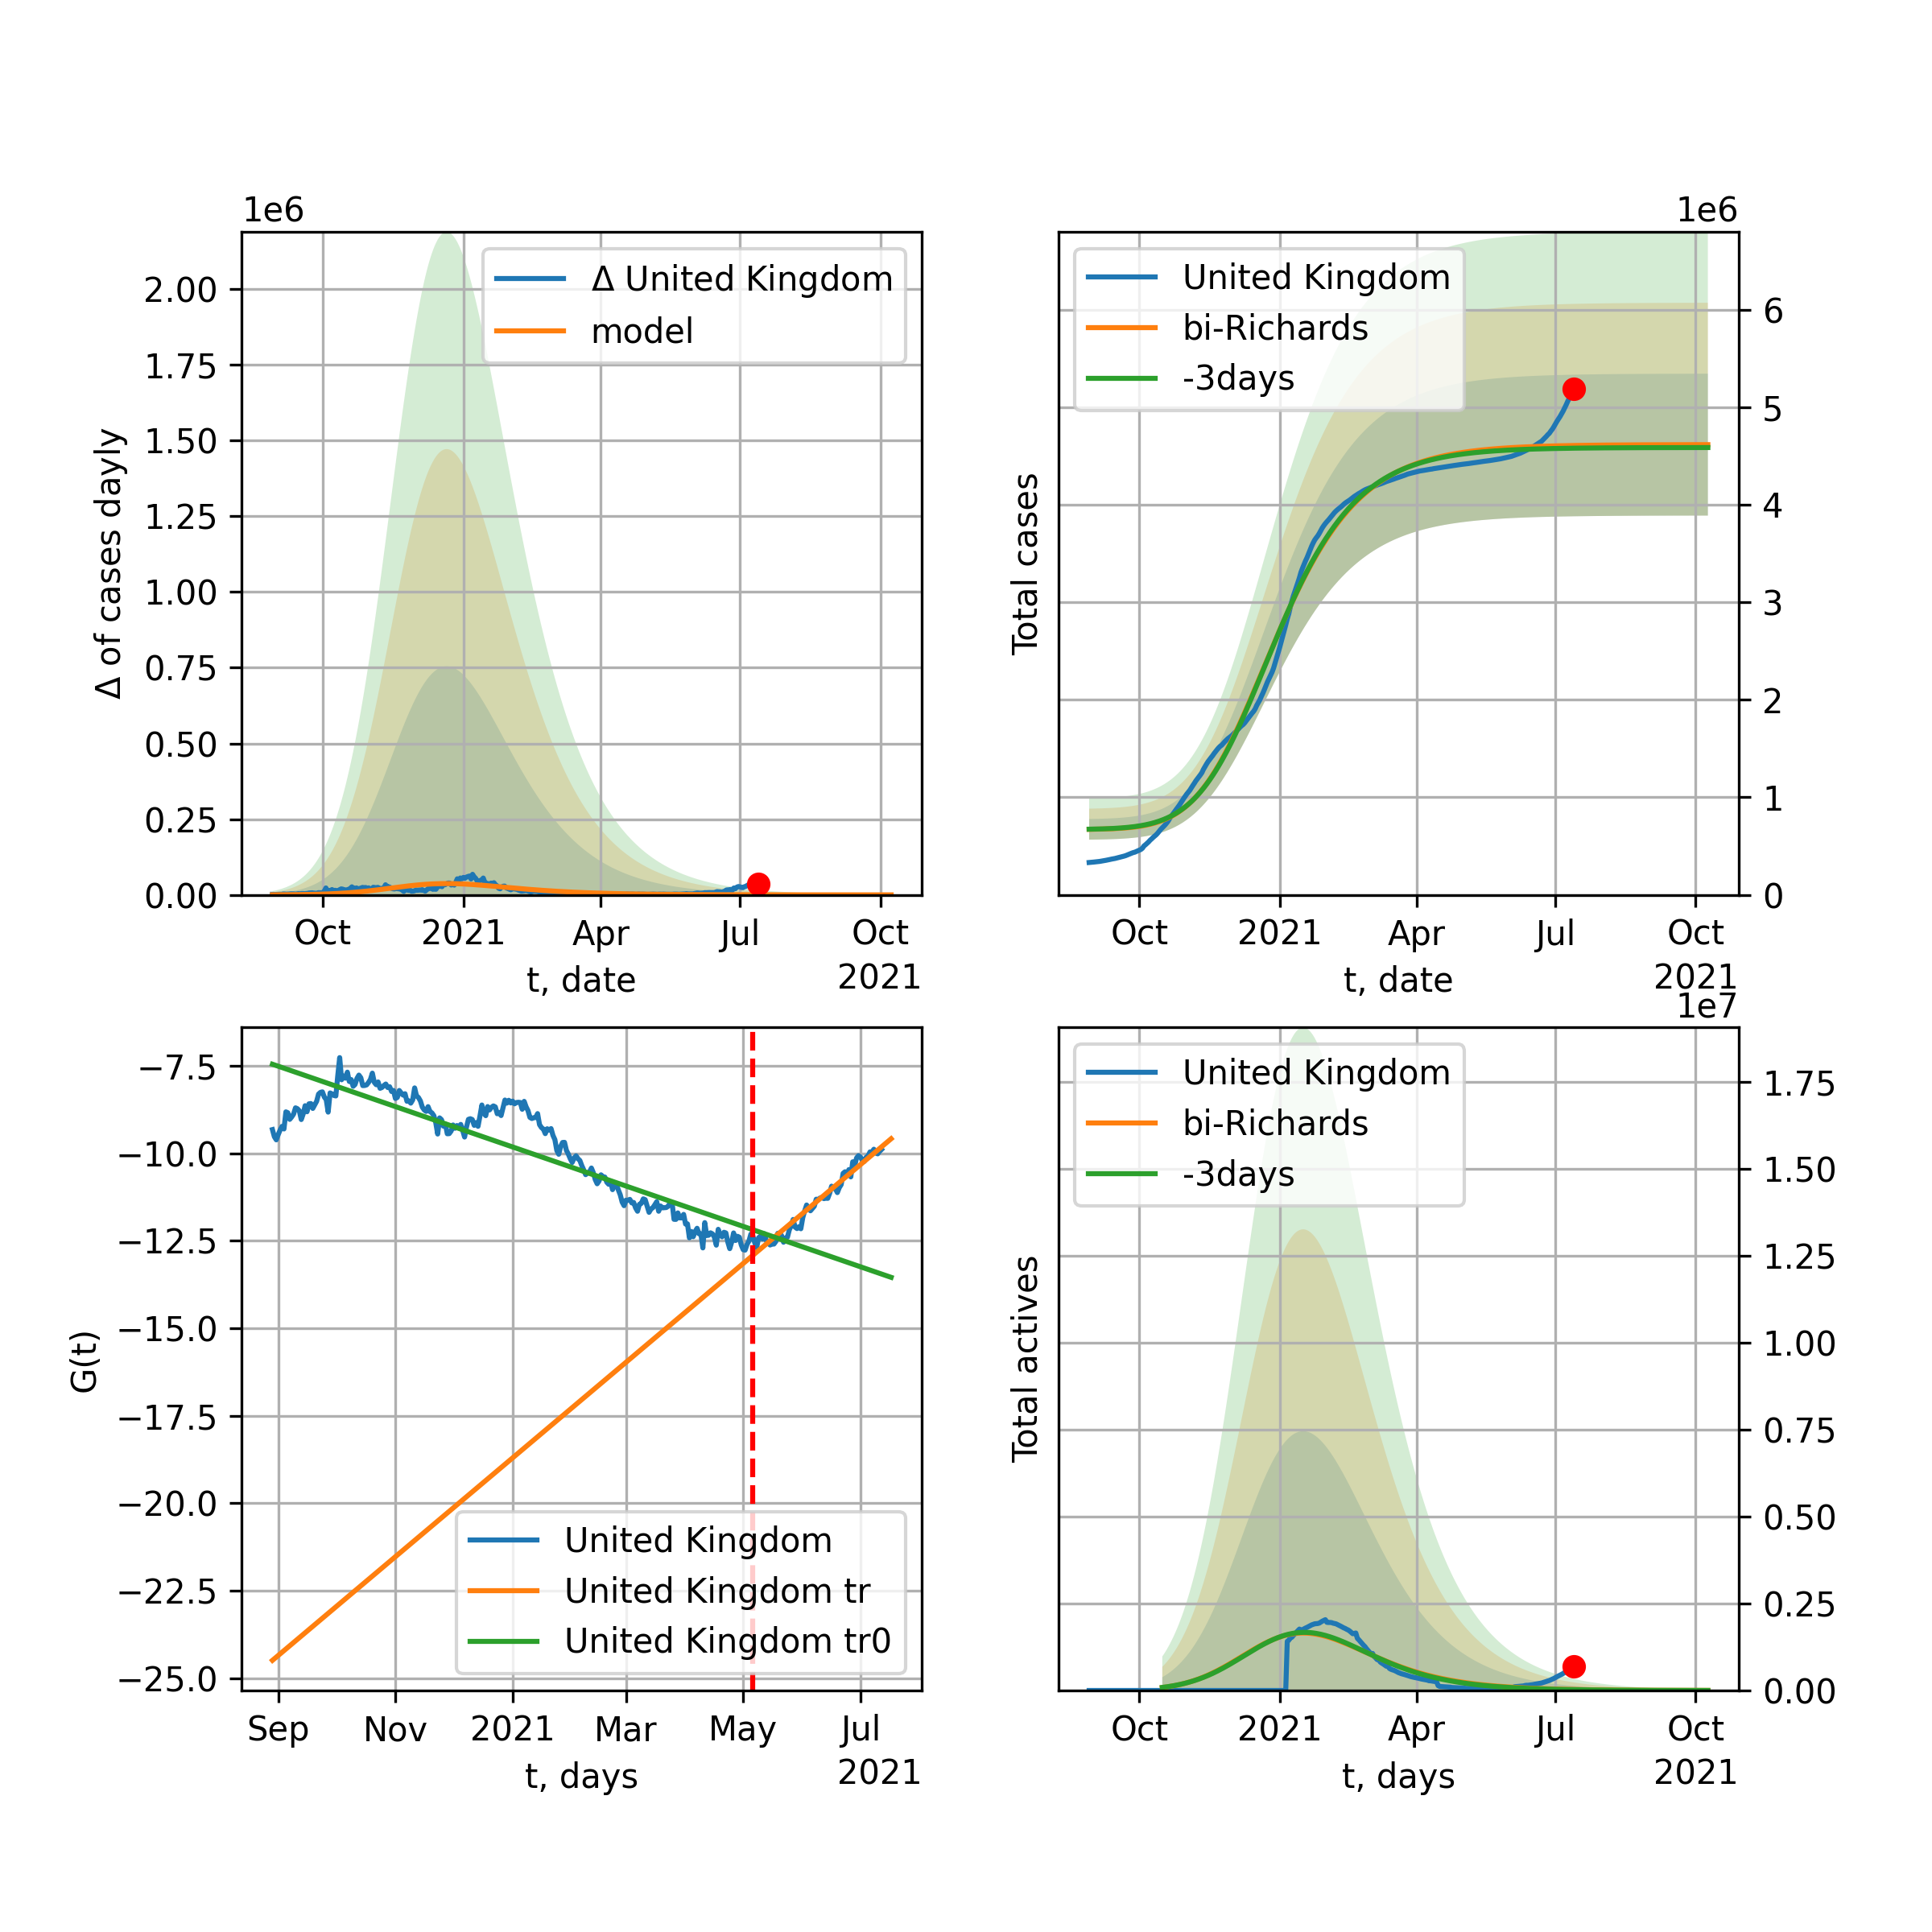 1e6
Δ United Kingdom
model
2.00
1.75
1.50
1.25
1.00
0.75
0.50
0.25
0.00
Δ of cases dayly
Oct
2021
Apr
Jul
Oct
t, date
2021
1e6
United Kingdom
bi-Richards
-3days
6
5
4
3
2
1
0
Total cases
Oct
2021
Apr
Jul
Oct
t, date
2021
−7.5
−10.0
−12.5
−15.0
−17.5
−20.0
−22.5
−25.0
G(t)
United Kingdom
United Kingdom tr
United Kingdom tr0
Sep
Nov
2021
Mar
May
Jul
t, days
2021
1e7
United Kingdom
bi-Richards
-3days
1.75
1.50
1.25
1.00
0.75
0.50
0.25
0.00
Total actives
Oct
2021
Apr
Jul
Oct
t, days
2021